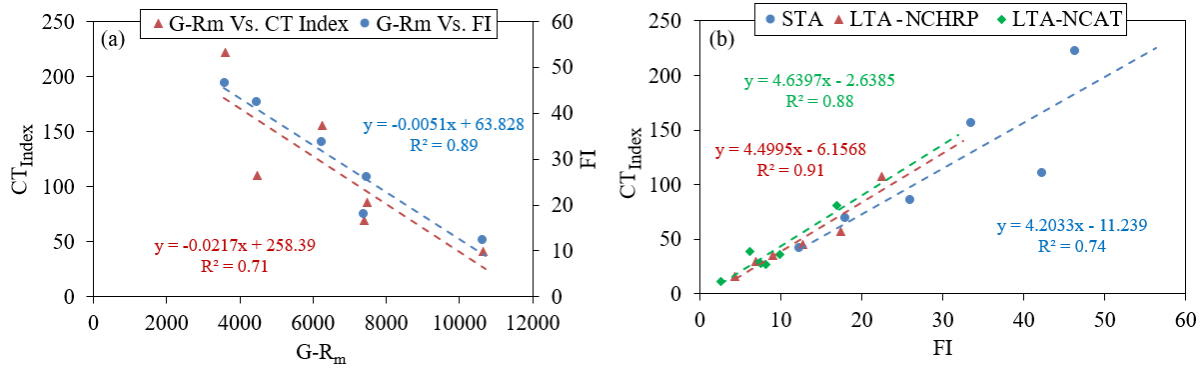 (a)
G-Rm Vs. CT Index
G-Rm Vs. FI
250
200
150
100
50
0
CTIndex
60
50
40
30
20
10
0
FI
y = -0.0051x + 63.828
R² = 0.89
y = -0.0217x + 258.39
R² = 0.71
0 2000 4000 6000 8000 10000 12000
G-Rm
(b)
STA LTA -NCHRP LTA-NCAT
250
200
150
100
50
0
CTIndex
y = 4.6397x - 2.6385
R² = 0.88
y = 4.4995x - 6.1568
R² = 0.91
y = 4.2033x - 11.239
R² = 0.74
0 10 20 30 40 50 60
FI